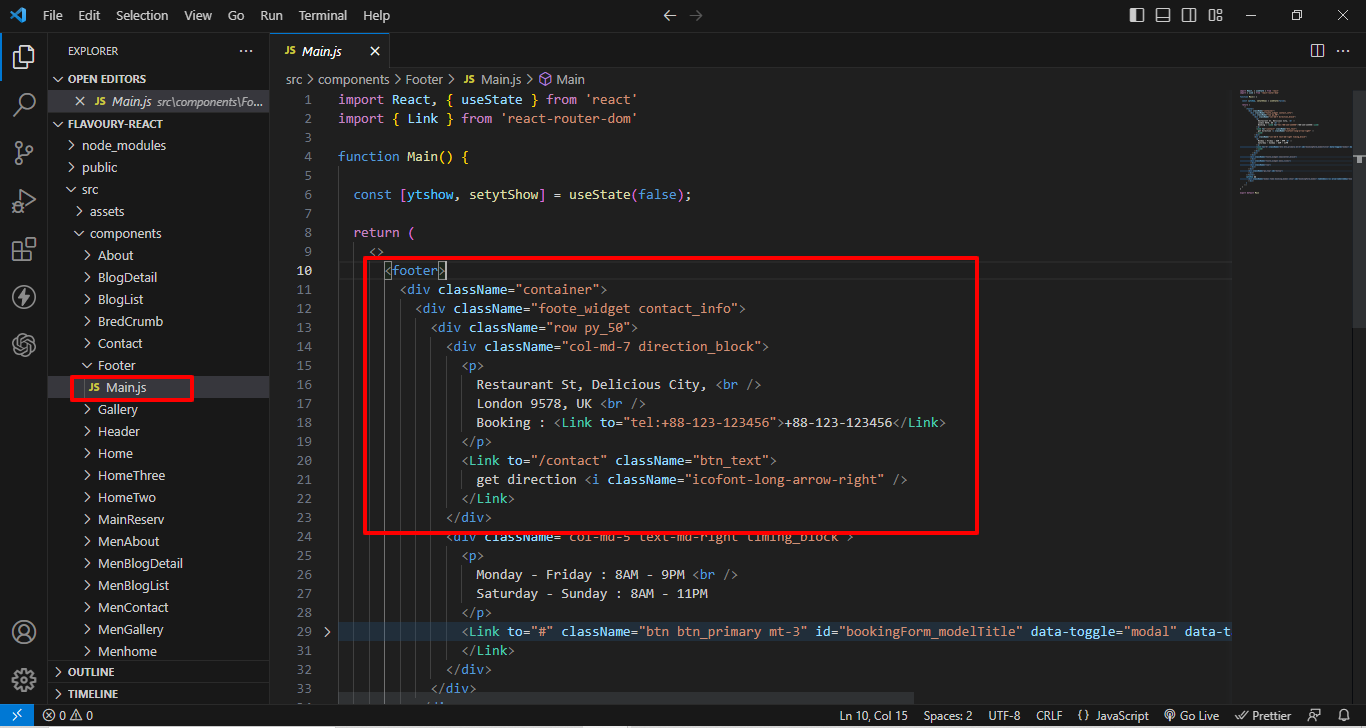 File Edit Selection View Go Run Terminal Help
EXPLORER
OPEN EDITORS
JS Main.js src\components\Fo...
FLAVOURY-REACT
node_modules
public
src
assets
components
About
BlogDetail
BlogList
BredCrumb
Contact
Footer
JS Main.js
Gallery
Header
Home
HomeThree
HomeTwo
MainReserv
MenAbout
MenBlogDetail
MenBlogList
MenContact
MenGallery
Menhome
OUTLINE
TIMELINE
JS Main.js
src > components > Footer > JS Main.js > Main
1 import React, { useState } from 'react'
2 import { Link } from 'react-router-dom'
3
4 function Main() {
5
6 const [ytshow, setytShow] = useState(false);
7
8 return (
9 <>
10 <footer>
11 <div className="container">
12 <div className="foote_widget contact_info">
13 <div className="row py_50">
14 <div className="col-md-7 direction_block">
15 <p>
16 Restaurant St, Delicious City, <br />
17 London 9578, UK <br />
18 Booking : <Link to="tel:+88-123-123456">+88-123-123456</Link>
19 </p>
20 <Link to="/contact" className="btn_text">
21 get direction <i className="icofont-long-arrow-right" />
22 </Link>
23 </div>
24 <div className="col-md-5 text-md-right timing_block">
25 <p>
26 Monday - Friday : 8AM - 9PM <br />
27 Saturday - Sunday : 8AM - 11PM
28 </p>
29 <Link to="#" className="btn btn_primary mt-3" id="bookingForm_modelTitle" data-toggle="modal" data-t
31 </Link>
32 </div>
33 </div>
0 0 Ln 10, Col 15 Spaces: 2 UTF-8 CRLF {} JavaScript Go Live Prettier